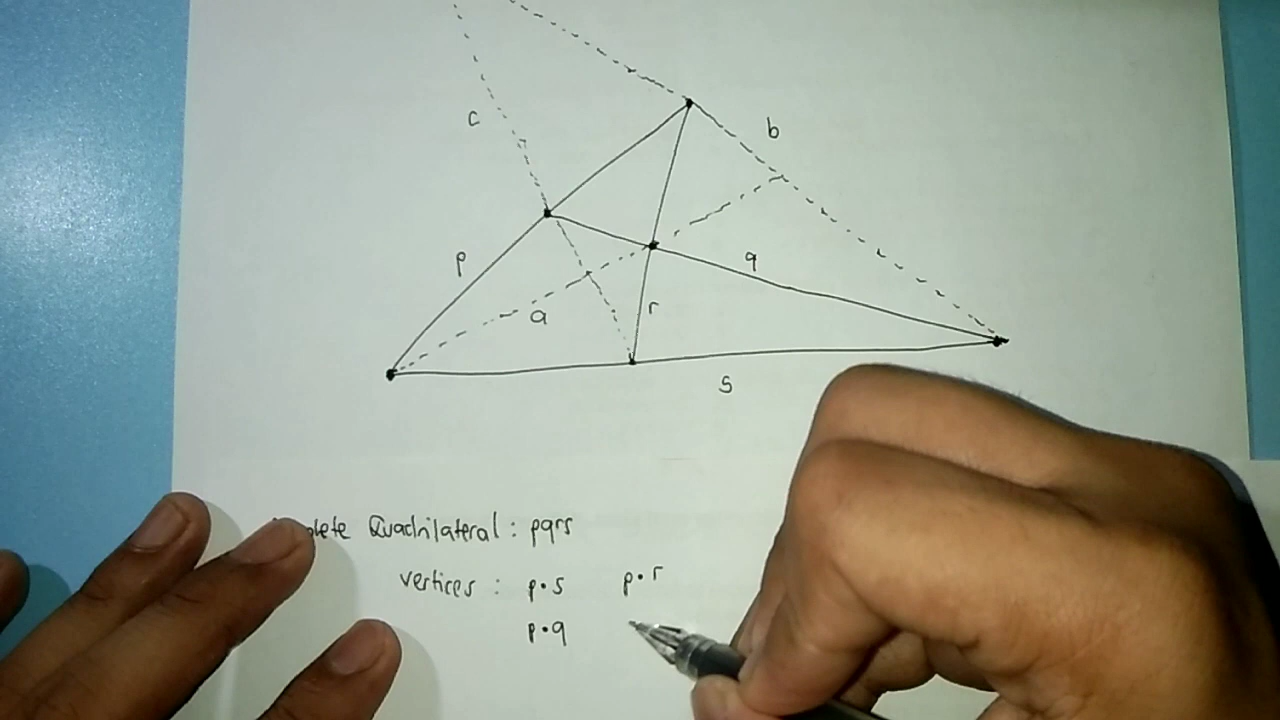 c
b
p
q
a
r
s
Quadrilateral : pqrs
vertices : p·s p·r
p·q